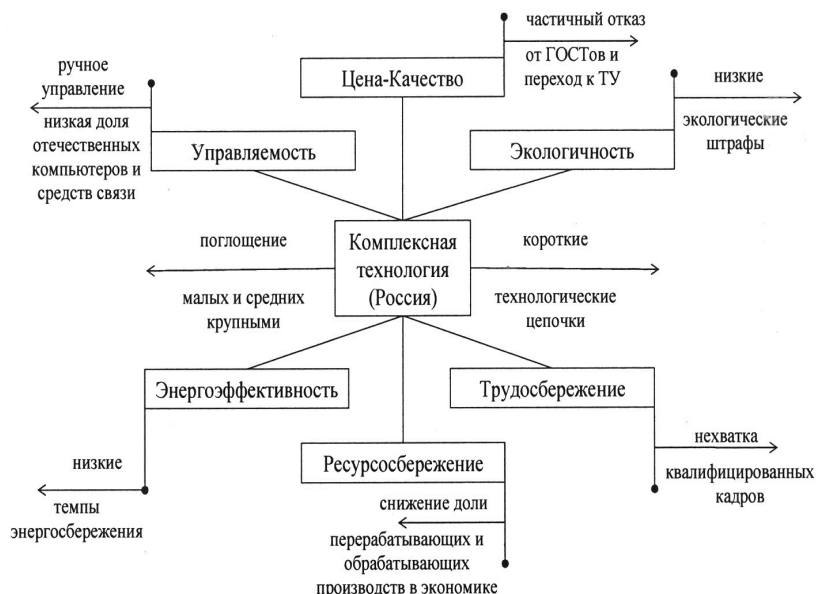 частичный отказ
от ГОСТов и
переход к ТУ
Цена-Качество
ручное
управление
низкая доля
отечественных
компьютеров и
средств связи
Управляемость
низкие
экологические
штрафы
Экологичность
поглощение
малых и средних
крупными
Комплексная
технология
(Россия)
короткие
технологические
цепочки
Энергоэффективность
низкие
темпы
энергосбережения
Трудосбережение
нехватка
квалифицированных
кадров
Ресурсосбережение
снижение доли
перерабатывающих и
обрабатывающих
производств в экономике